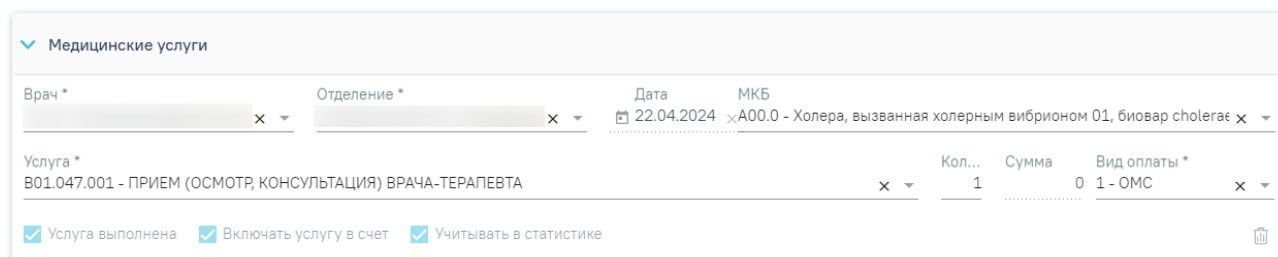 Медицинские услуги
Врач * Отделение * Дата МКБ
22.04.2024 A00.0 - Холера, вызванная холерным вибрионом 01, биовар cholerae
Услуга * Кол... Сумма Вид оплаты *
B01.047.001 - ПРИЕМ (ОСМОТР, КОНСУЛЬТАЦИЯ) ВРАЧА-ТЕРАПЕВТА 1 0 1 - ОМС
Услуга выполнена Включать услугу в счет Учитывать в статистике